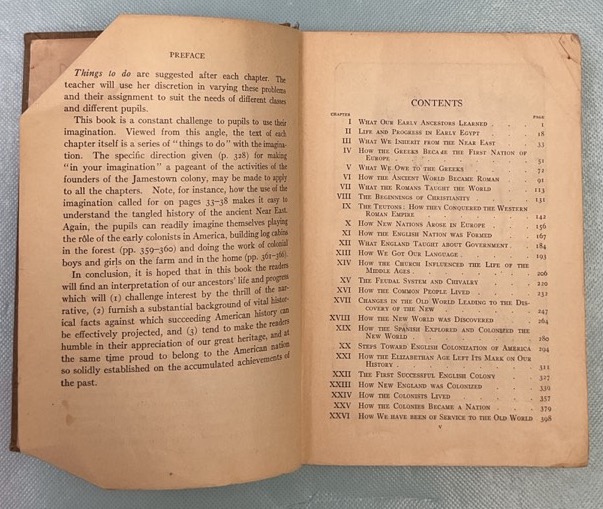 PREFACE
Things to do are suggested after each chapter. The
teacher will use her discretion in varying these problems
and their assignment to suit the needs of different classes
and different pupils.
This book is a constant challenge to pupils to use their
imagination. Viewed from this angle, the text of each
chapter itself is a series of "things to do" with the imagina-
tion. The specific direction given (p. 328) for making
"in your imagination" a pageant of the activities of the
founders of the Jamestown colony, may be made to apply
to all the chapters. Note, for instance, how the use of the
imagination called for on pages 33-38 makes it easy to
understand the tangled history of the ancient Near East.
Again, the pupils can readily imagine themselves playing
the rôle of the early colonists in America, building log cabins
in the forest (pp. 359-360) and doing the work of colonial
boys and girls on the farm and in the home (pp. 361-366).
In conclusion, it is hoped that in this book the readers
will find an interpretation of our ancestors' life and progress
which will (1) challenge interest by the thrill of the nar-
rative, (2) furnish a substantial background of vital histor-
ical facts against which succeeding American history can
be effectively projected, and (3) tend to make the readers
humble in their appreciation of our great heritage, and at
the same time proud to belong to the American nation
so solidly established on the accumulated achievements of
the past.
CONTENTS
CHAPTER PAGE
I What Our Early Ancestors Learned . . . 1
II Life and Progress in Early Egypt . . . 18
III What We Inherit from the Near East . . . 33
IV How the Greeks Became the First Nation of
Europe . . . 51
V What We Owe to the Greeks . . . 72
VI How the Ancient World Became Roman . . . 91
VII What the Romans Taught the World . . . 113
VIII The Beginnings of Christianity . . . 131
IX The Teutons: How They Conquered the Western
Roman Empire . . . 142
X How New Nations Arose in Europe . . . 156
XI How the English Nation was Formed . . . 167
XII What England Taught about Government . . . 184
XIII How We Got Our Language . . . 193
XIV How the Church Influenced the Life of the
Middle Ages . . . 206
XV The Feudal System and Chivalry . . . 220
XVI How the Common People Lived . . . 231
XVII Changes in the Old World Leading to the Dis-
covery of the New . . . 247
XVIII How the New World was Discovered . . . 264
XIX How the Spanish Explored and Colonized the
New World . . . 280
XX Steps Toward English Colonization of America 294
XXI How the Elizabethan Age Left Its Mark on Our
History . . . 311
XXII The First Successful English Colony . . . 327
XXIII How New England was Colonized . . . 339
XXIV How the Colonists Lived . . . 357
XXV How the Colonies Became a Nation . . . 379
XXVI How We have been of Service to the Old World 398
v